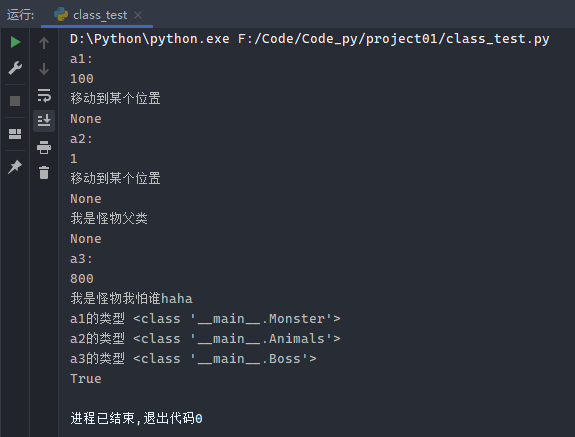 运行:
class_test
D:\Python\python.exe F:/Code/Code_py/project01/class_test.py
a1:
100
移动到某个位置
None
a2:
1
移动到某个位置
None
我是怪物父类
None
a3:
800
我是怪物我怕谁haha
a1的类型 <class '__main__.Monster'>
a2的类型 <class '__main__.Animals'>
a3的类型 <class '__main__.Boss'>
True
进程已结束,退出代码0